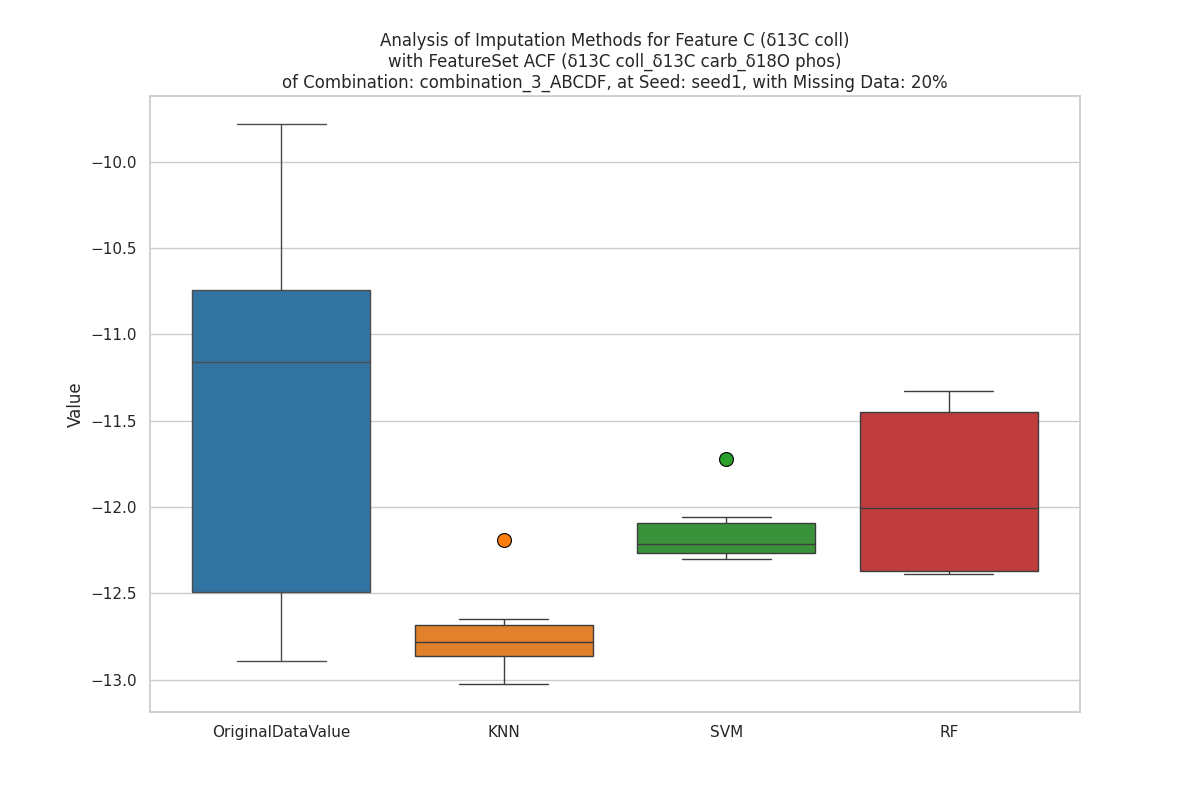 Analysis of Imputation Methods for Feature C (δ13C coll)
with FeatureSet ACF (δ13C coll_δ13C carb_δ18O phos)
of Combination: combination_3_ABCDF, at Seed: seed1, with Missing Data: 20%
Value
−10.0
−10.5
−11.0
−11.5
−12.0
−12.5
−13.0
OriginalDataValue
KNN
SVM
RF